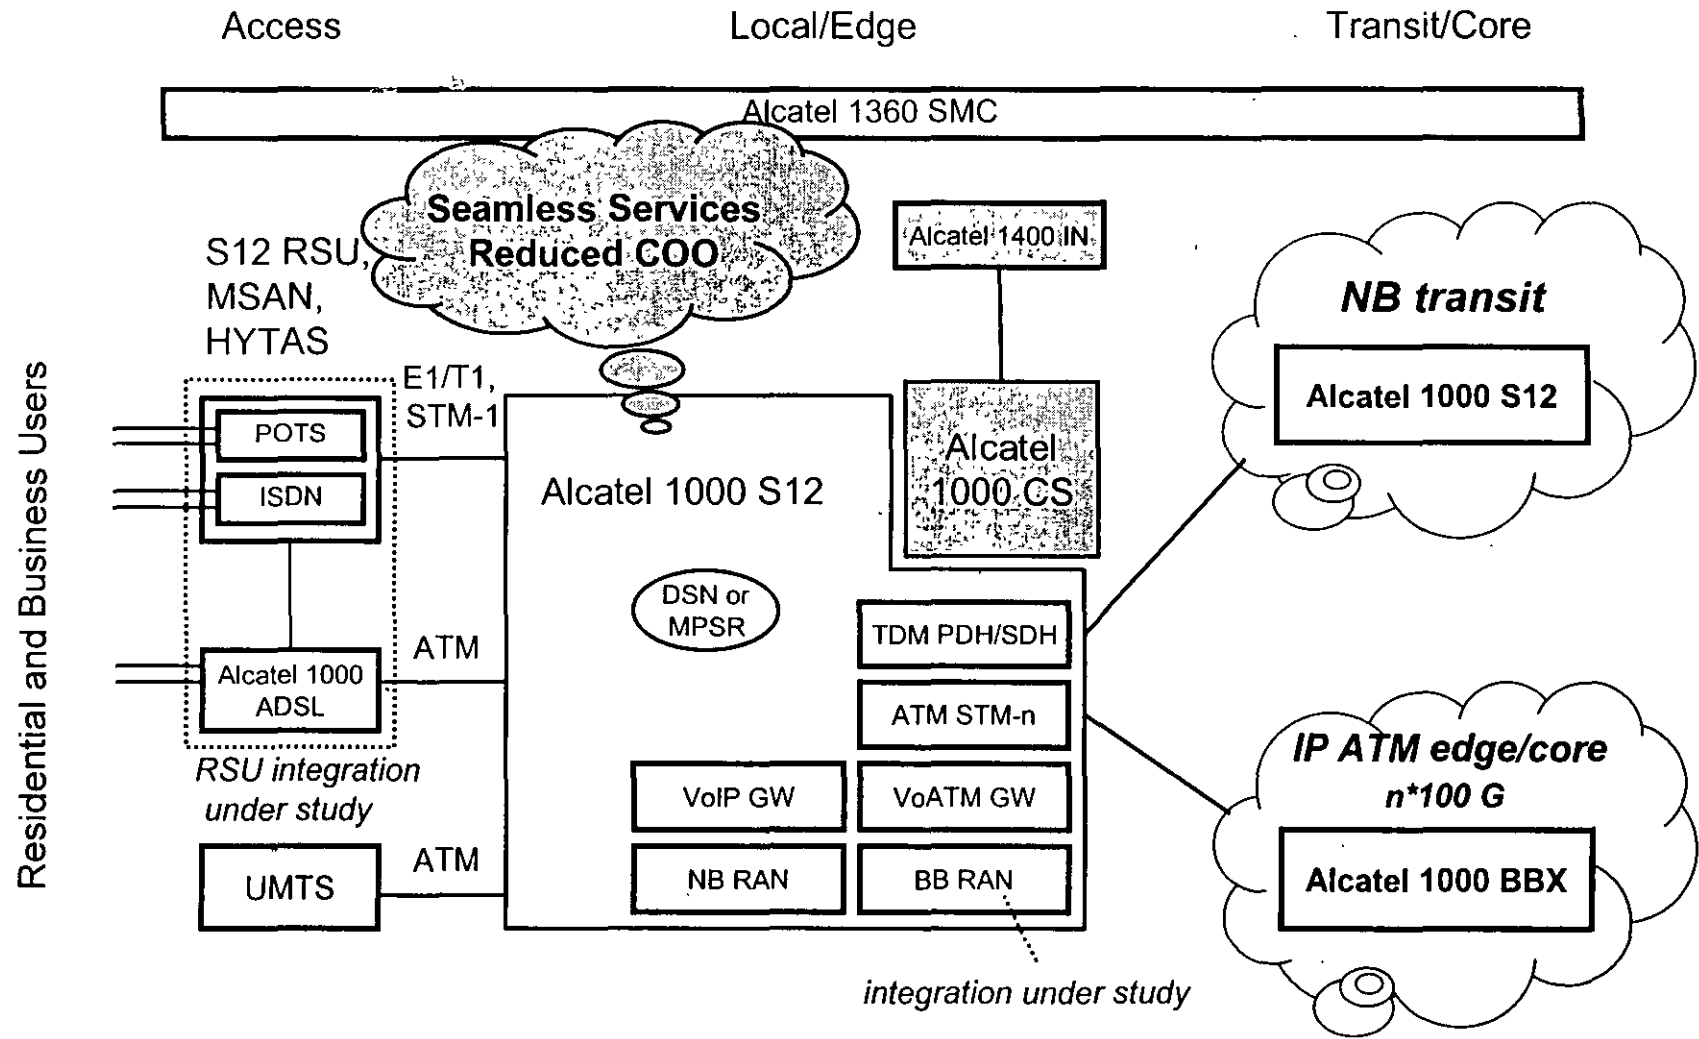 Access
Local/Edge
Transit/Core
Alcatel 1360 SMC
Seamless Services
Reduced COO
Alcatel 1400 IN
S12 RSU,
MSAN,
HYTAS
Residential and Business Users
POTS
ISDN
E1/T1,
STM-1
Alcatel 1000
ADSL
ATM
RSU integration
under study
UMTS
ATM
Alcatel 1000 S12
DSN or
MPSR
Alcatel
1000 CS
TDM PDH/SDH
ATM STM-n
VoIP GW
VoATM GW
NB RAN
BB RAN
integration under study
NB transit
Alcatel 1000 S12
IP ATM edge/core
n*100 G
Alcatel 1000 BBX